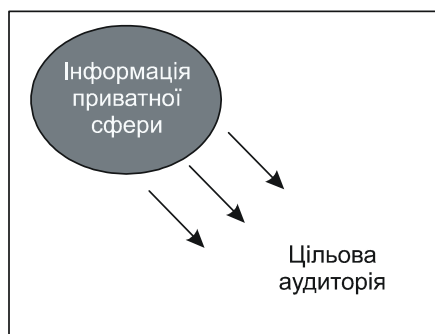 Інформація
приватної
сфери
Цільова
аудиторія